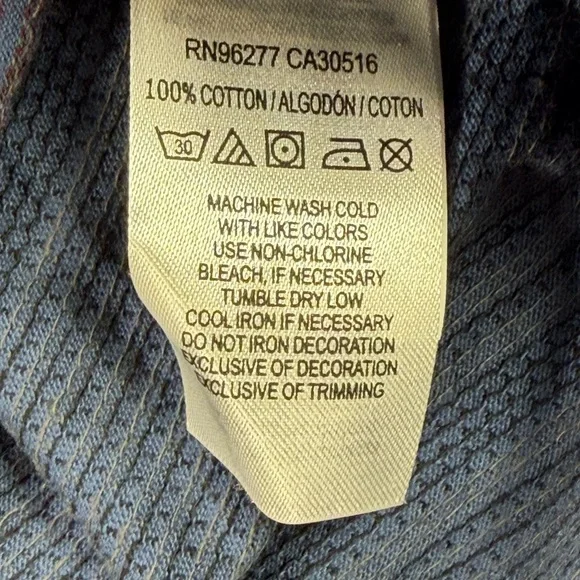 RN96277 CA30516
100% COTTON/ALGODÓN/COTON
30
MACHINE WASH COLD
WITH LIKE COLORS
USE NON-CHLORINE
BLEACH, IF NECESSARY
TUMBLE DRY LOW
COOL IRON IF NECESSARY
DO NOT IRON DECORATION
EXCLUSIVE OF DECORATION
EXCLUSIVE OF TRIMMING